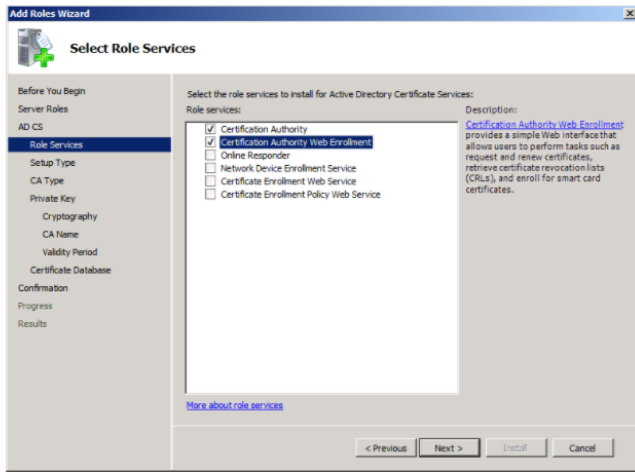 Add Roles Wizard
Select Role Services
Before You Begin
Server Roles
AD CS
Role Services
Setup Type
CA Type
Private Key
Cryptography
CA Name
Validity Period
Certificate Database
Confirmation
Progress
Results
Select the role services to install for Active Directory Certificate Services:
Role services:
Certification Authority
Certification Authority Web Enrollment
Online Responder
Network Device Enrollment Service
Certificate Enrollment Web Service
Certificate Enrollment Policy Web Service
More about role services
Description:
Certification Authority Web Enrollment
provides a simple Web interface that
allows users to perform tasks such as
request and renew certificates,
retrieve certificate revocation lists
(CRLs), and enroll for smart card
certificates.
< Previous
Next >
Install
Cancel